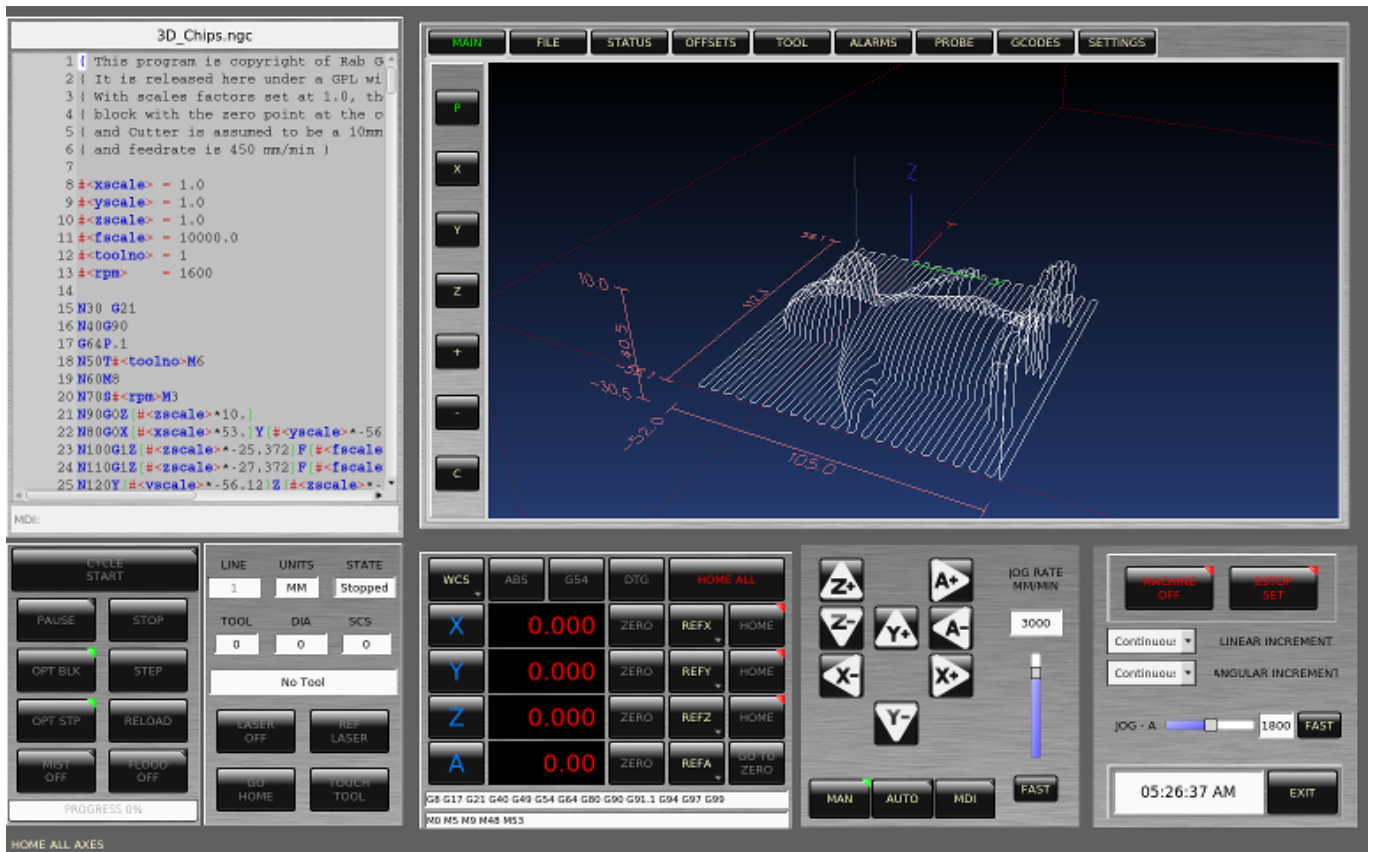 3D_Chips.ngc
1 ( This program is copyright of Rab G
2 ( It is released here under a GPL wi
3 ( With scales factors set at 1.0, th
4 ( block with the zero point at the c
5 ( and Cutter is assumed to be a 10mm
6 ( and feedrate is 450 mm/min )
7
8 #<xscale> = 1.0
9 #<yscale> = 1.0
10 #<zscale> = 1.0
11 #<fscale> = 10000.0
12 #<toolno> = 1
13 #<rpm> = 1600
14
15 N30 G21
16 N40G90
17 G64P.1
18 N50T#<toolno>M6
19 N60M8
20 N70S#<rpm>M3
21 N90G0Z[#<zscale>*10.]
22 N80G0X[#<xscale>*53.]Y[#<yscale>*-56
23 N100G1Z[#<zscale>*-25.372]F[#<fscale
24 N110G1Z[#<zscale>*-27.372]F[#<fscale
25 N120Y[#<yscale>*-56.12]Z[#<zscale>*-
MDI:
MAIN FILE STATUS OFFSETS TOOL ALARMS PROBE GCODES SETTINGS
P
X
Y
Z
+
-
C
Z
10.0
40.5
-30.5
-52.0
105.0
CYCLE START
PAUSE STOP
OPT BLK STEP
OPT STP RELOAD
MIST OFF FLOOD OFF
PROGRESS 0%
LINE UNITS STATE
1 MM Stopped
TOOL DIA SCS
0 0 0
No Tool
LASER OFF REF LASER
GO HOME TOUCH TOOL
WCS ABS G54 DTG HOME ALL
X 0.000 ZERO REFX HOME
Y 0.000 ZERO REFY HOME
Z 0.000 ZERO REFZ HOME
A 0.00 ZERO REFA GO TO ZERO
G8 G17 G21 G40 G49 G54 G64 G80 G90 G91.1 G94 G97 G99
M0 M5 M9 M48 M53
Z+ A+
Z- Y+ A-
X- X+
Y-
JOG RATE
MM/MIN
3000
FAST
MAN AUTO MDI
MACHINE OFF ESTOP SET
Continuou: LINEAR INCREMENT
Continuou: ANGULAR INCREMENT
JOG - A 1800 FAST
05:26:37 AM EXIT
HOME ALL AXES